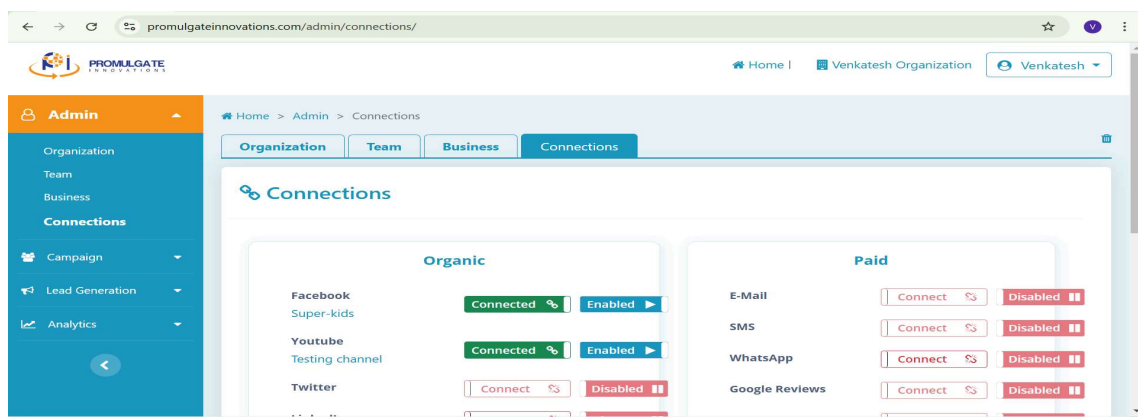 promulgateinnovations.com/admin/connections/
V
PROMULGATE
INNOVATIONS
Home |
Venkatesh Organization
Venkatesh
Admin
Organization
Team
Business
Connections
Campaign
Lead Generation
Analytics
Home > Admin > Connections
Organization
Team
Business
Connections
Connections
Organic
Facebook
Super-kids
Connected
Enabled
Youtube
Testing channel
Connected
Enabled
Twitter
Connect
Disabled
Paid
E-Mail
Connect
Disabled
SMS
Connect
Disabled
WhatsApp
Connect
Disabled
Google Reviews
Connect
Disabled